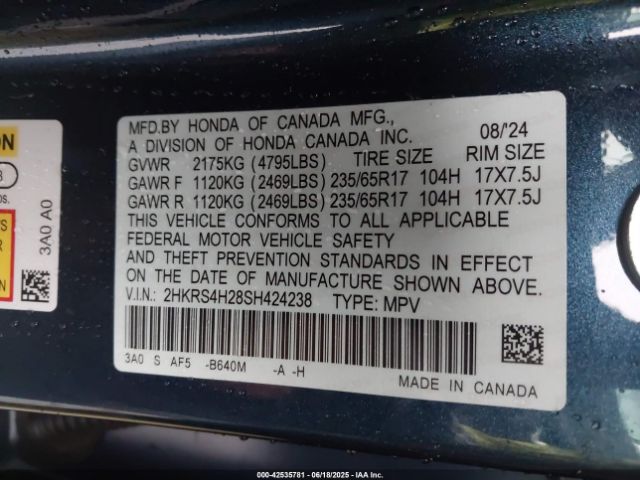 MFD.BY HONDA OF CANADA MFG.,
A DIVISION OF HONDA CANADA INC. 08/'24
GVWR 2175KG (4795LBS) TIRE SIZE RIM SIZE
GAWR F 1120KG (2469LBS) 235/65R17 104H 17X7.5J
GAWR R 1120KG (2469LBS) 235/65R17 104H 17X7.5J
THIS VEHICLE CONFORMS TO ALL APPLICABLE
FEDERAL MOTOR VEHICLE SAFETY
AND THEFT PREVENTION STANDARDS IN EFFECT
ON THE DATE OF MANUFACTURE SHOWN ABOVE.
V.I.N.: 2HKRS4H28SH424238 TYPE: MPV
3A0 S AF5 -B640M -A -H
MADE IN CANADA
3A0 A0
000-42535781 - 06/18/2025 - IAA Inc.